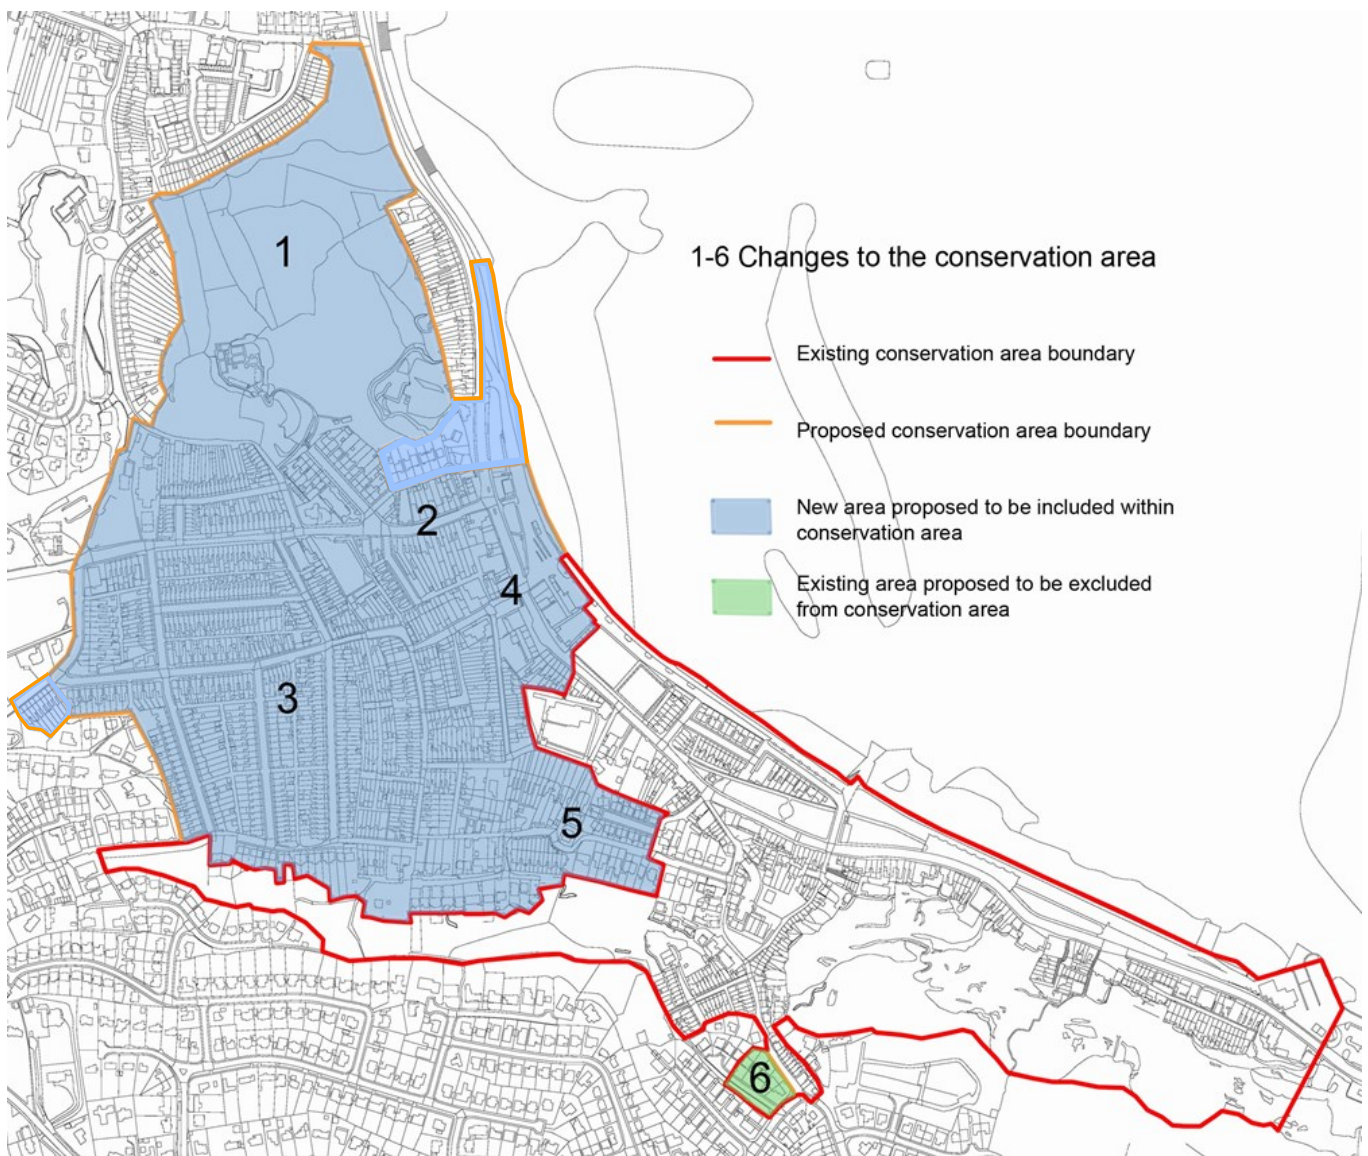 1
1-6 Changes to the conservation area
Existing conservation area boundary
Proposed conservation area boundary
New area proposed to be included within
conservation area
Existing area proposed to be excluded
from conservation area
2
4
3
5
6